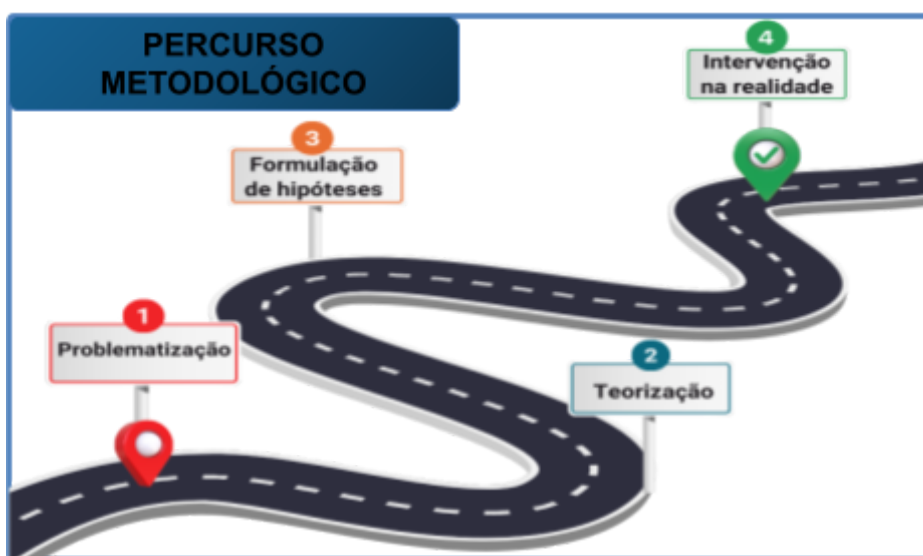 PERCURSO
METODOLÓGICO
1
Problematização
2
Teorização
3
Formulação
de hipóteses
4
Intervenção
na realidade